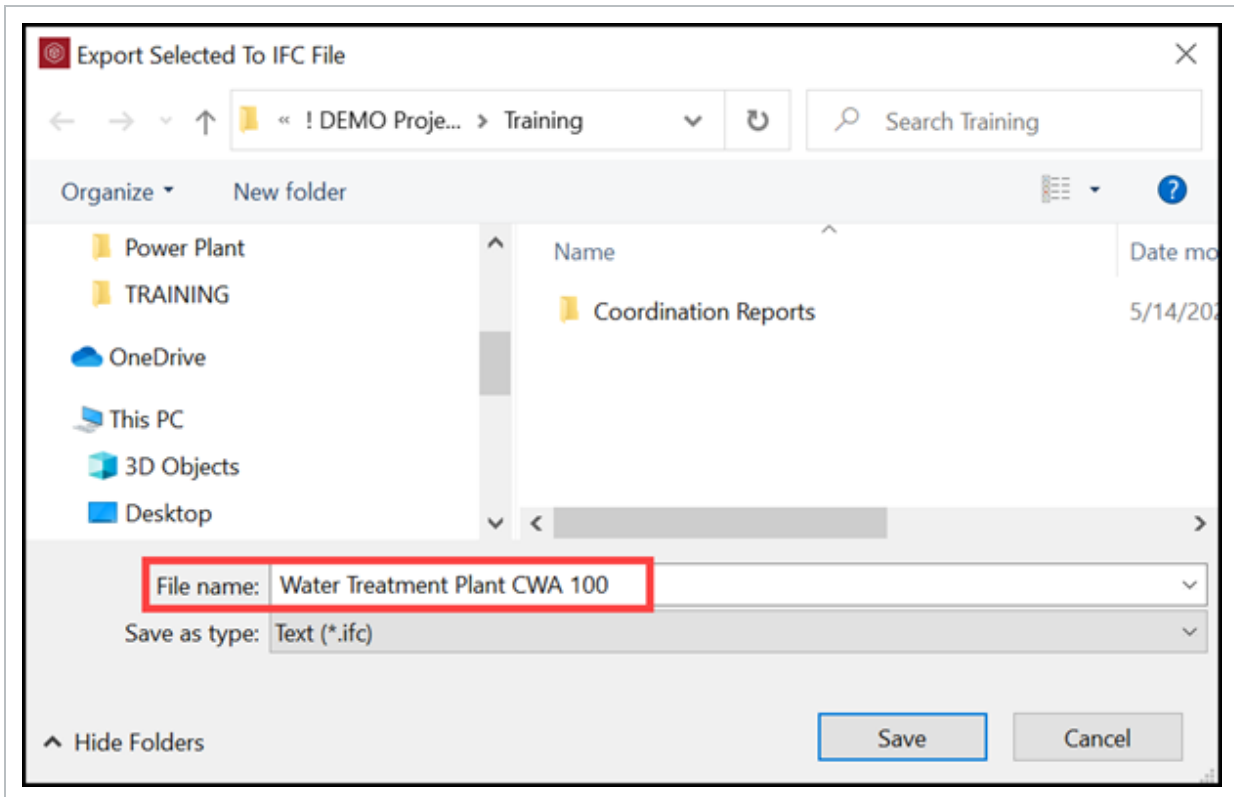 Export Selected To IFC File
« ! DEMO Proje... > Training
Search Training
Organize
New folder
?
Power Plant
TRAINING
OneDrive
This PC
3D Objects
Desktop
Name
Date mo
Coordination Reports
5/14/202
File name: Water Treatment Plant CWA 100
Save as type: Text (*.ifc)
Hide Folders
Save
Cancel